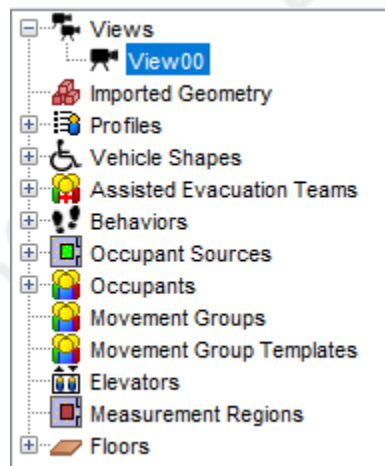 Views
View00
Imported Geometry
Profiles
Vehicle Shapes
Assisted Evacuation Teams
Behaviors
Occupant Sources
Occupants
Movement Groups
Movement Group Templates
Elevators
Measurement Regions
Floors